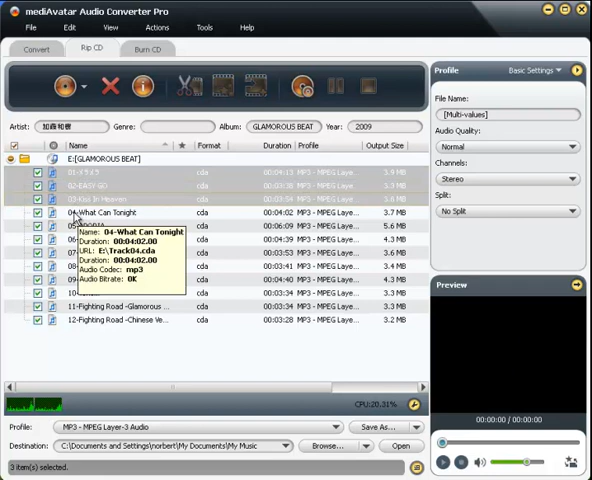 mediAvatar Audio Converter Pro
File Edit View Actions Tools Help
Convert Rip CD Burn CD
Artist: 加藤和樹 Genre: Album: GLAMOROUS BEAT Year: 2009
Name Format Duration Profile Output Size
E:[GLAMOROUS BEAT]
cda 00:04:13 MP3 - MPEG Laye... 3.9 MB
02-EASY GO cda 00:03:38 MP3 - MPEG Laye... 3.3 MB
03-Kiss In Heaven cda 00:03:54 MP3 - MPEG Laye... 3.6 MB
04-What Can Tonight cda 00:04:02 MP3 - MPEG Laye... 3.7 MB
cda 00:06:09 MP3 - MPEG Laye... 5.6 MB
06- cda 00:04:39 MP3 - MPEG Laye... 4.3 MB
07- cda MP3 - MPEG Laye...
08- cda 00:03:41 MP3 - MPEG Laye... 3.4 MB
09- cda 00:04:40 MP3 - MPEG Laye... 4.3 MB
10- cda 00:03:34 MP3 - MPEG Laye... 3.3 MB
11-Fighting Road -Glamorous ... cda 00:03:34 MP3 - MPEG Laye... 3.3 MB
12-Fighting Road -Chinese Ve... cda 00:03:28 MP3 - MPEG Laye... 3.2 MB
Name: 04-What Can Tonight
Duration: 00:04:02.00
URL: E:\Track04.cda
Duration: 00:04:02.00
Audio Codec: mp3
Audio Bitrate: 0K
CPU:20.31%
Profile: MP3 - MPEG Layer-3 Audio Save As...
Destination: C:\Documents and Settings\norbert\My Documents\My Music Browse... Open
3 item(s) selected.
Profile Basic Settings
File Name:
[Multi-values]
Audio Quality:
Normal
Channels:
Stereo
Split:
No Split
Preview
00:00:00 / 00:00:00